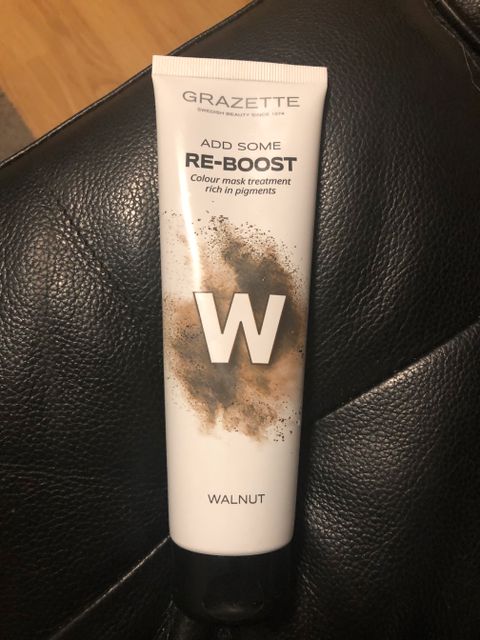 GRAZETTE
SWEDISH BEAUTY SINCE 1974
ADD SOME
RE-BOOST
Colour mask treatment
rich in pigments
W
WALNUT